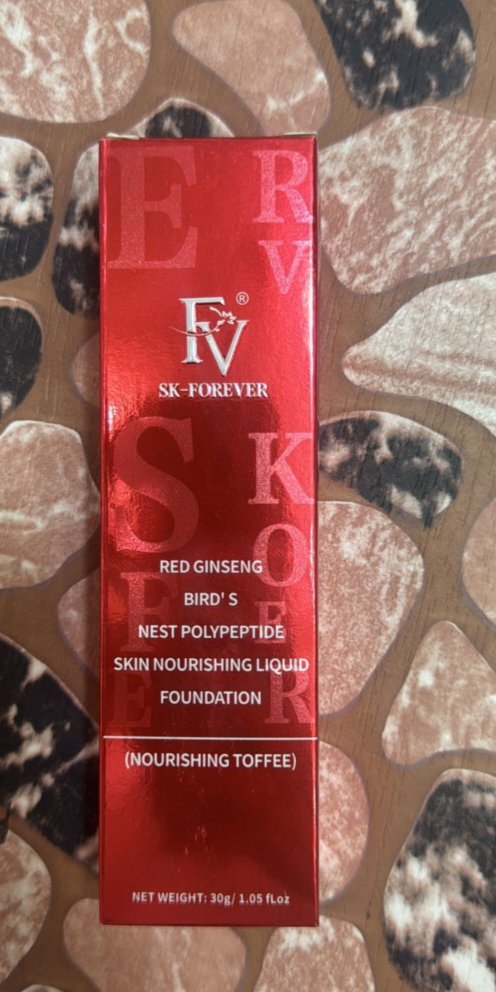 E
R
V
FV®
SK-FOREVER
S
K
O
F
E
E
R
RED GINSENG
BIRD' S
NEST POLYPEPTIDE
SKIN NOURISHING LIQUID
FOUNDATION
(NOURISHING TOFFEE)
NET WEIGHT: 30g/ 1.05 fLoz